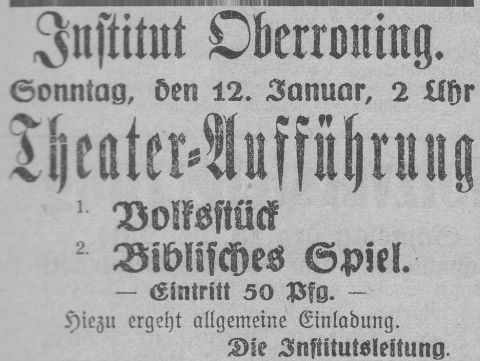 Institut Oberroning.
Sonntag, den 12. Januar, 2 Uhr
Theater-Aufführung
1. Volksstück
2. Biblisches Spiel.
— Eintritt 50 Pfg. —
Hiezu ergeht allgemeine Einladung.
Die Institutsleitung.